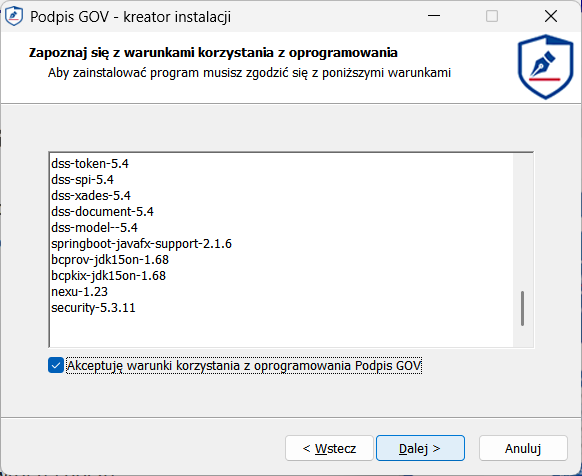 Podpis GOV - kreator instalacji
Zapoznaj się z warunkami korzystania z oprogramowania
Aby zainstalować program musisz zgodzić się z poniższymi warunkami
dss-token-5.4
dss-spi-5.4
dss-xades-5.4
dss-document-5.4
dss-model--5.4
springboot-javafx-support-2.1.6
bcprov-jdk15on-1.68
bcpkix-jdk15on-1.68
nexu-1.23
security-5.3.11
Akceptuję warunki korzystania z oprogramowania Podpis GOV
< Wstecz
Dalej >
Anuluj